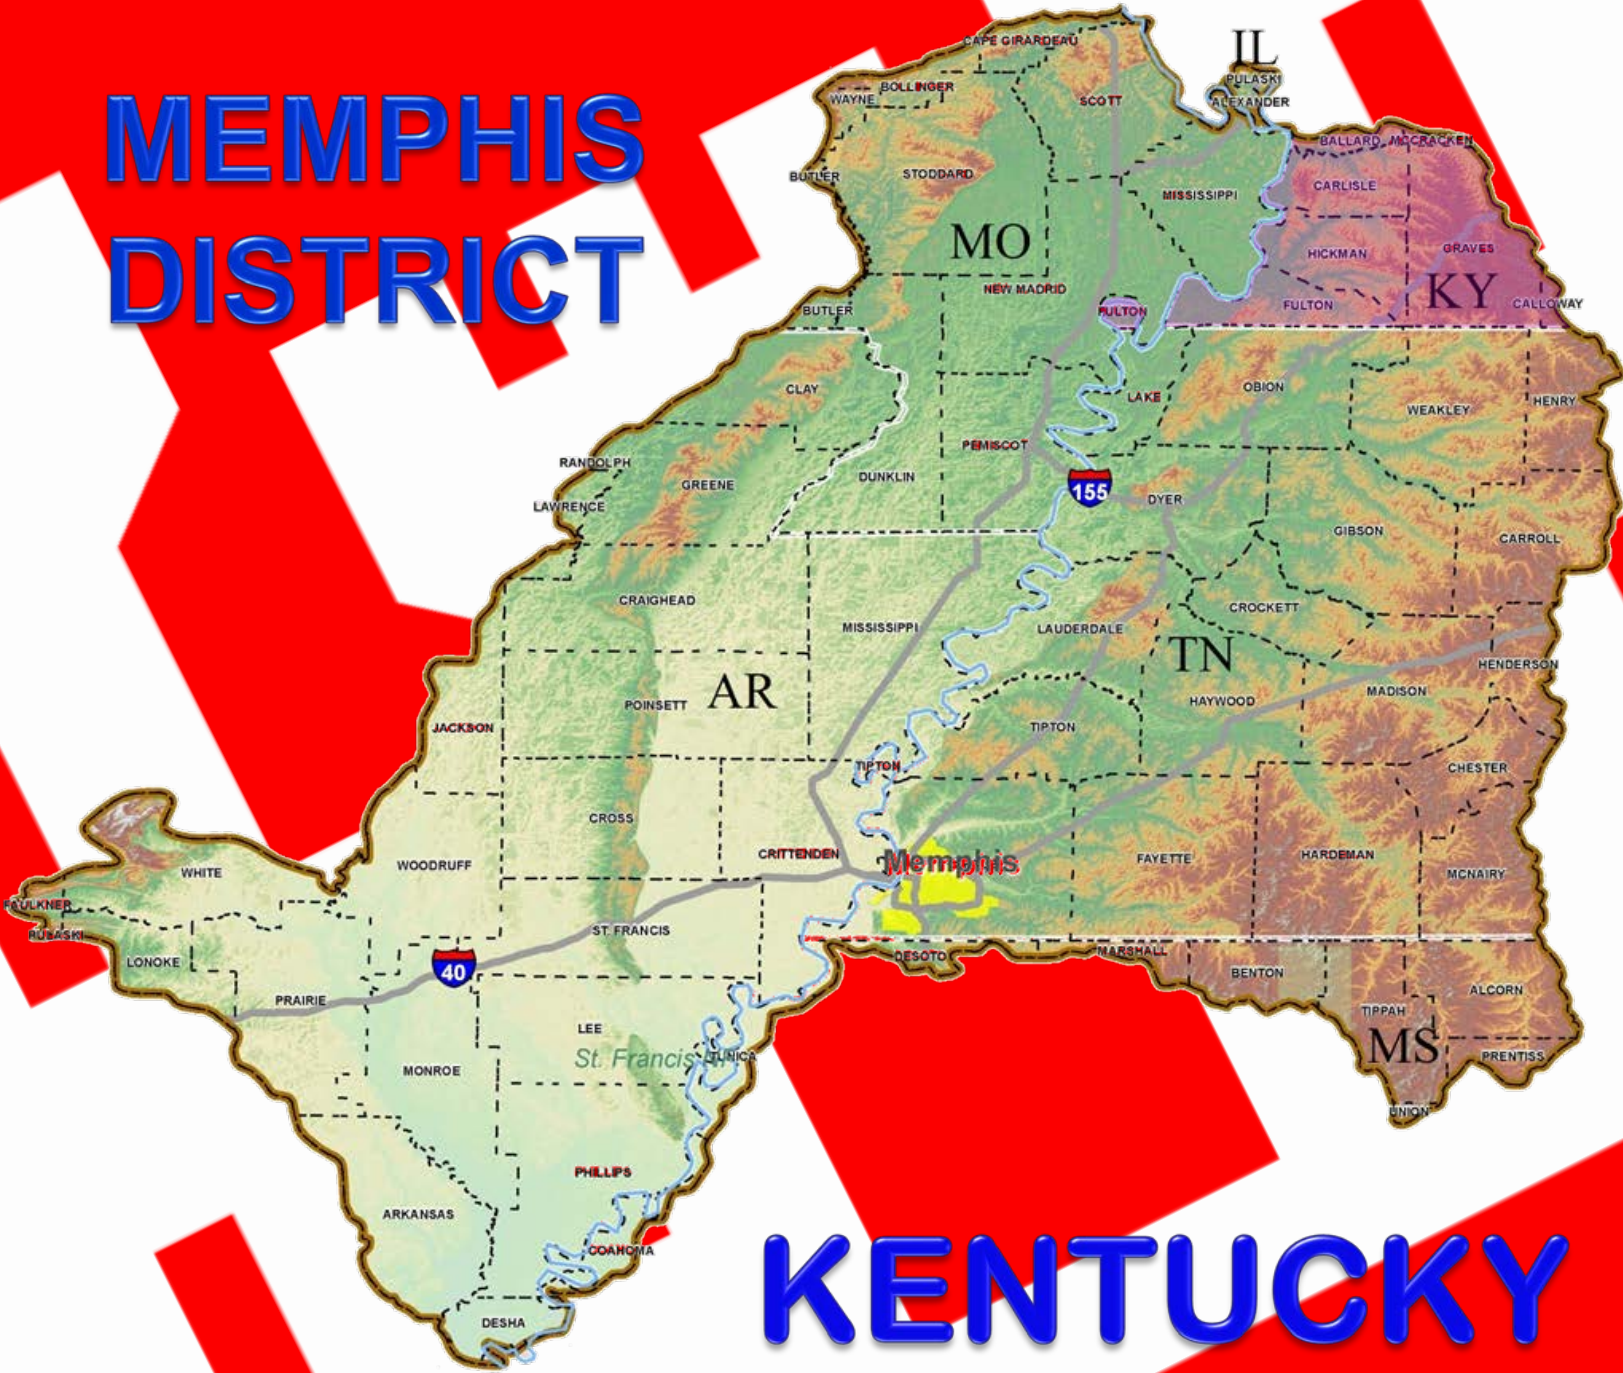 MEMPHIS
DISTRICT
IL
PULASKI
ALEXANDER
CAPE GIRARDEAU
BOLLINGER
WAYNE
SCOTT
BALLARD
MCCRACKEN
BUTLER
STODDARD
MISSISSIPPI
CARLISLE
MO
HICKMAN
GRAVES
KY
NEW MADRID
BUTLER
FULTON
FULTON
CALLOWAY
CLAY
LAKE
OBION
WEAKLEY
HENRY
RANDOLPH
PEMISCOT
DUNKLIN
GREENE
LAWRENCE
155
DYER
GIBSON
CARROLL
CRAIGHEAD
MISSISSIPPI
LAUDERDALE
CROCKETT
TN
HENDERSON
POINSETT
AR
HAYWOOD
MADISON
JACKSON
TIPTON
TIPTON
CHESTER
CROSS
CRITTENDEN
Memphis
FAYETTE
HARDEMAN
MCNAIRY
WHITE
WOODRUFF
FAULKNER
PULASKI
ST. FRANCIS
LONOKE
40
DESOTO
MARSHALL
BENTON
PRAIRIE
TIPPAH
ALCORN
LEE
St. Francis
TUNICA
MS
PRENTISS
MONROE
UNION
PHILLIPS
ARKANSAS
COAHOMA
DESHA
KENTUCKY